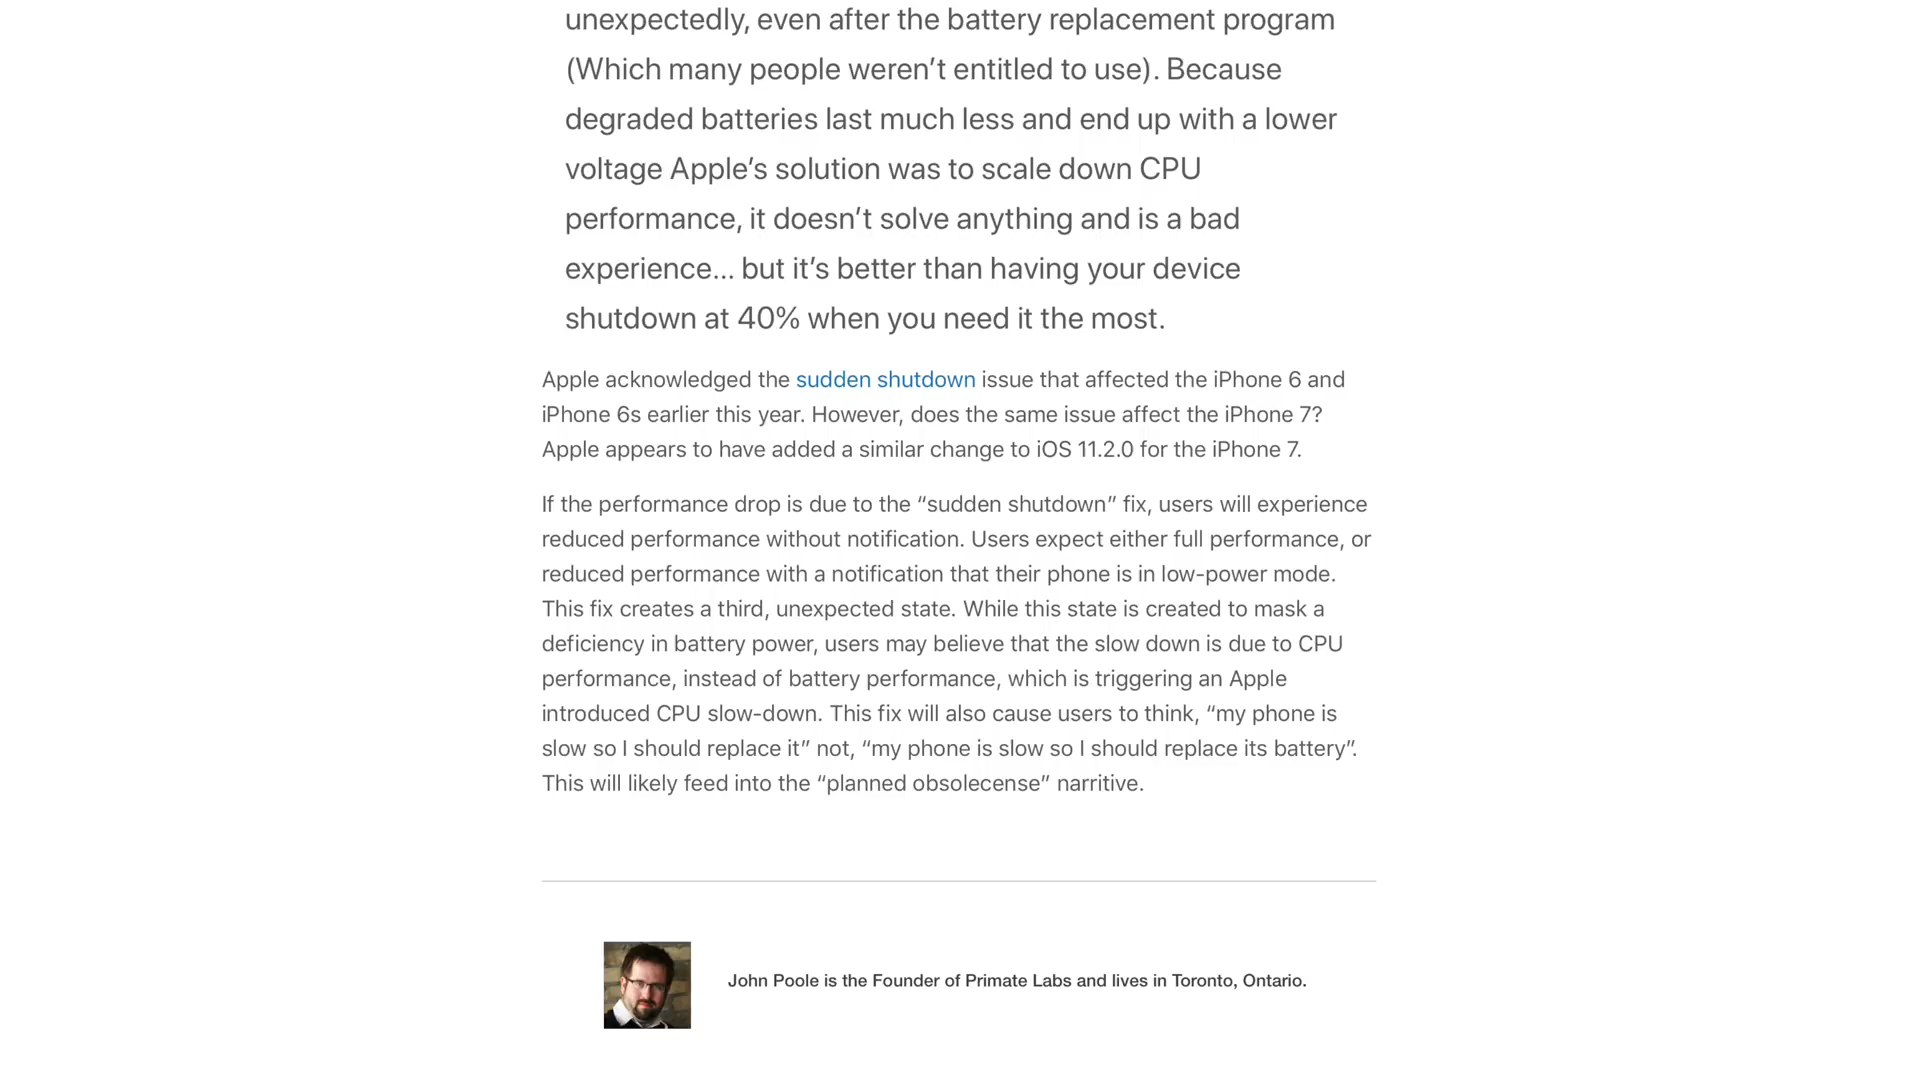 unexpectedly, even after the battery replacement program
(Which many people weren’t entitled to use). Because
degraded batteries last much less and end up with a lower
voltage Apple’s solution was to scale down CPU
performance, it doesn’t solve anything and is a bad
experience... but it’s better than having your device
shutdown at 40% when you need it the most.
Apple acknowledged the sudden shutdown issue that affected the iPhone 6 and
iPhone 6s earlier this year. However, does the same issue affect the iPhone 7?
Apple appears to have added a similar change to iOS 11.2.0 for the iPhone 7.
If the performance drop is due to the “sudden shutdown” fix, users will experience
reduced performance without notification. Users expect either full performance, or
reduced performance with a notification that their phone is in low-power mode.
This fix creates a third, unexpected state. While this state is created to mask a
deficiency in battery power, users may believe that the slow down is due to CPU
performance, instead of battery performance, which is triggering an Apple
introduced CPU slow-down. This fix will also cause users to think, “my phone is
slow so I should replace it” not, “my phone is slow so I should replace its battery”.
This will likely feed into the “planned obsolecense” narritive.
John Poole is the Founder of Primate Labs and lives in Toronto, Ontario.